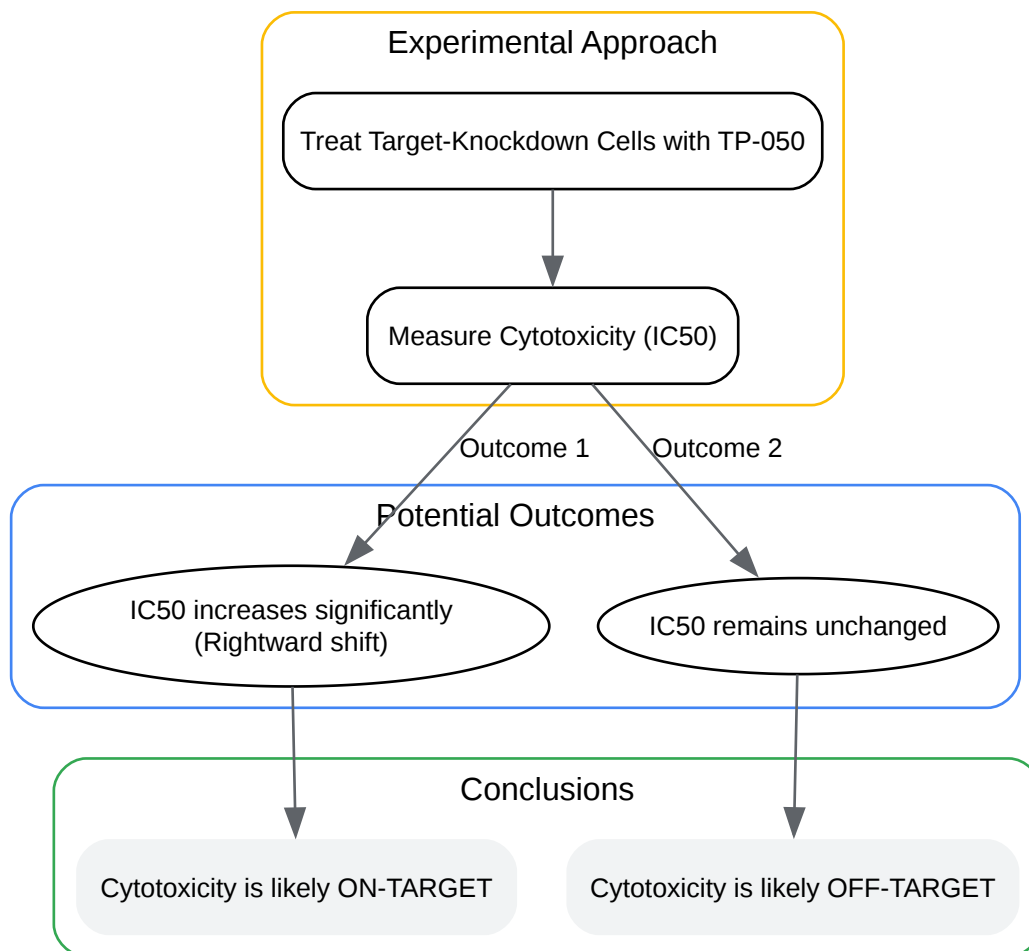 Experimental Approach
Treat Target-Knockdown Cells with TP-050
Measure Cytotoxicity (IC50)
Outcome 1
Outcome 2
Potential Outcomes
IC50 increases significantly
(Rightward shift)
IC50 remains unchanged
Conclusions
Cytotoxicity is likely ON-TARGET
Cytotoxicity is likely OFF-TARGET